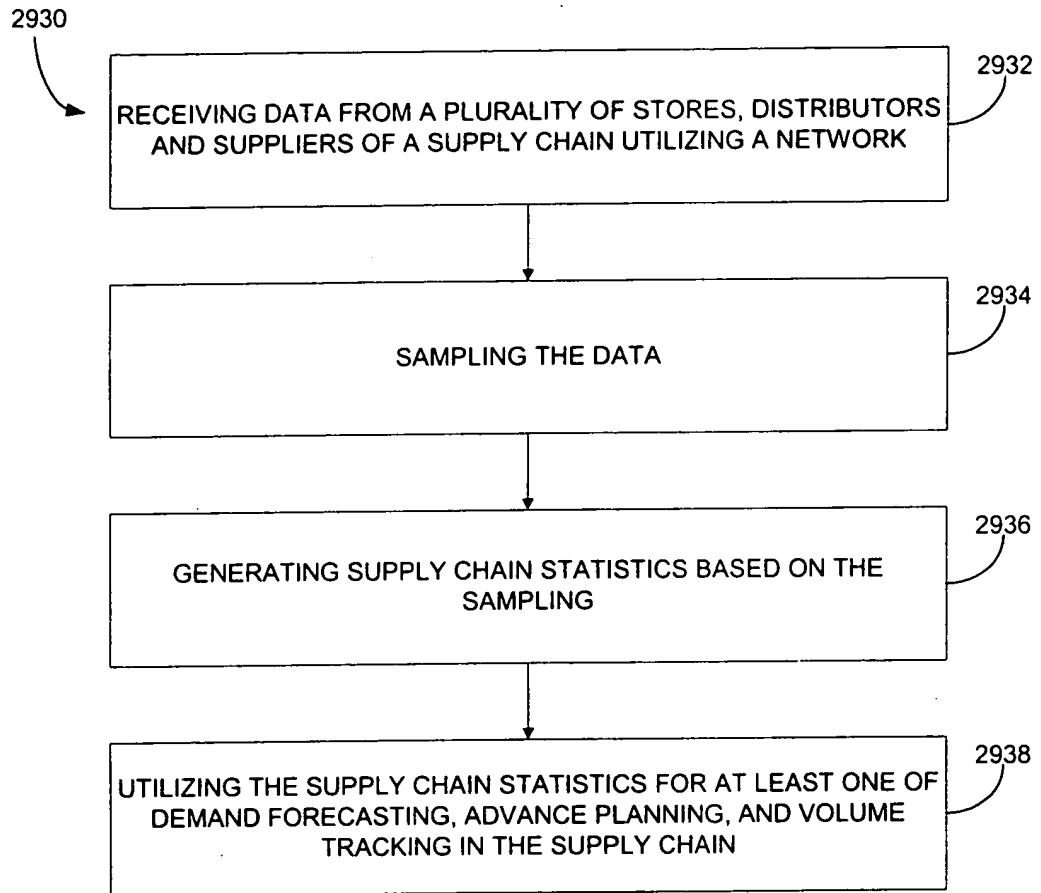 2930
2932
RECEIVING DATA FROM A PLURALITY OF STORES, DISTRIBUTORS
AND SUPPLIERS OF A SUPPLY CHAIN UTILIZING A NETWORK
2934
SAMPLING THE DATA
2936
GENERATING SUPPLY CHAIN STATISTICS BASED ON THE
SAMPLING
2938
UTILIZING THE SUPPLY CHAIN STATISTICS FOR AT LEAST ONE OF
DEMAND FORECASTING, ADVANCE PLANNING, AND VOLUME
TRACKING IN THE SUPPLY CHAIN